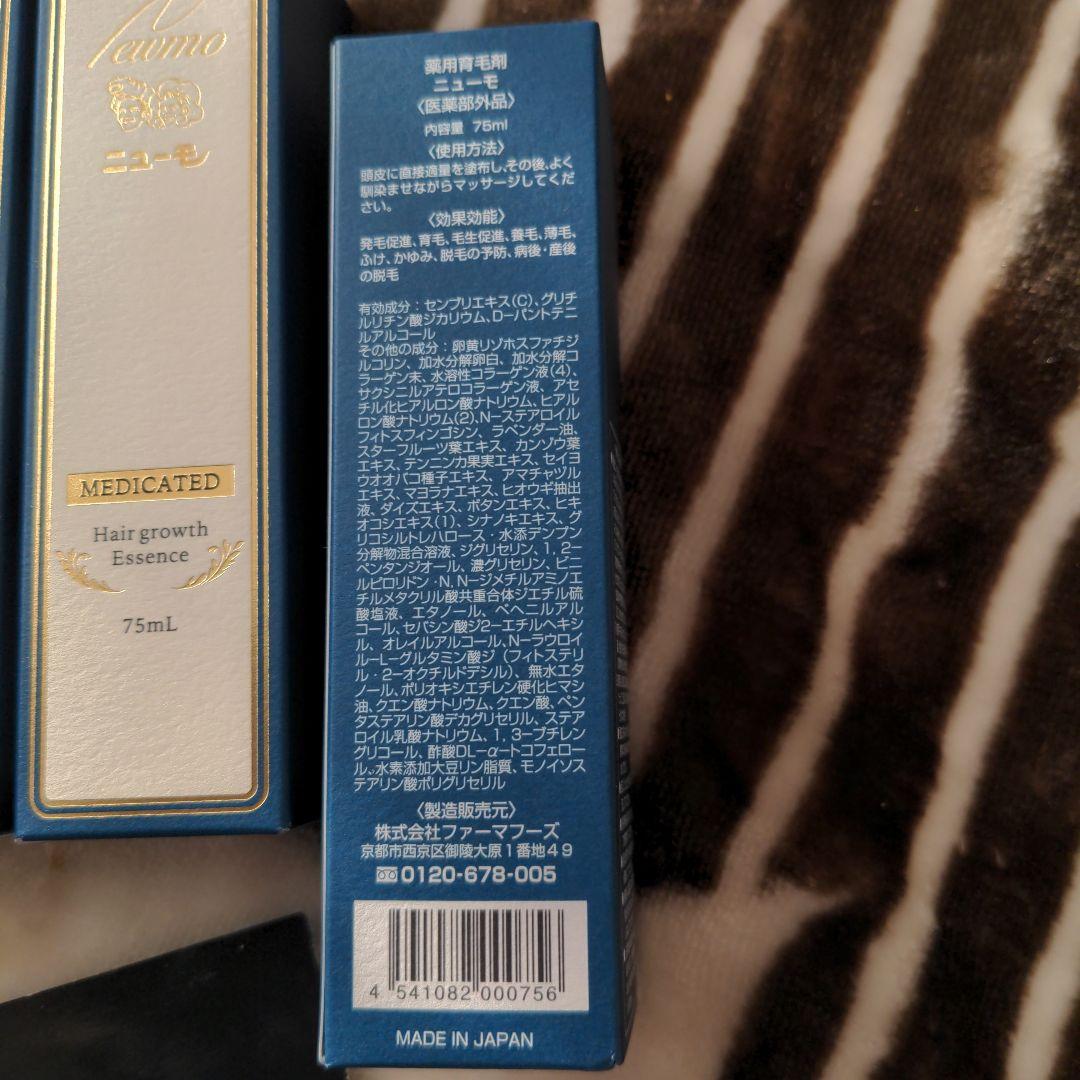 Newmo
ニューモ
MEDICATED
Hair growth
Essence
75mL
薬用育毛剤
ニューモ
〈医薬部外品〉
内容量 75ml
〈使用方法〉
頭皮に直接適量を塗布し、その後、よく
馴染ませながらマッサージしてくだ
さい。
〈効果効能〉
発毛促進、育毛、毛生促進、養毛、薄毛、
ふけ、かゆみ、脱毛の予防、病後・産後
の脱毛
有効成分：センブリエキス(C)、グリチ
ルリチン酸ジカリウム、D-パントテニ
ルアルコール
その他の成分：卵黄リゾホスファチジ
ルコリン、加水分解卵白、加水分解コ
ラーゲン末、水溶性コラーゲン液(4)、
サクシニルアテロコラーゲン液、アセ
チル化ヒアルロン酸ナトリウム、ヒアル
ロン酸ナトリウム(2)、N-ステアロイル
フィトスフィンゴシン、ラベンダー油、
スターフルーツ葉エキス、カンゾウ葉
エキス、テンニンカ果実エキス、セイヨ
ウオオバコ種子エキス、アマチャヅル
エキス、マヨラナエキス、ヒオウギ抽出
液、ダイズエキス、ボタンエキス、ヒキ
オコシエキス(1)、シナノキエキス、グ
リコシルトレハロース・水添デンプン
分解物混合溶液、ジグリセリン、1,2-
ペンタンジオール、濃グリセリン、ビニ
ルピロリドン・N,N-ジメチルアミノエ
チルメタクリル酸共重合体ジエチル硫
酸塩液、エタノール、ベヘニルアル
コール、セバシン酸ジ2-エチルヘキシ
ル、オレイルアルコール、N-ラウロイ
ル-L-グルタミン酸ジ（フィトステリ
ル・2-オクチルドデシル）、無水エタ
ノール、ポリオキシエチレン硬化ヒマシ
油、クエン酸ナトリウム、クエン酸、ペン
タステアリン酸デカグリセリル、ステア
ロイル乳酸ナトリウム、1,3-ブチレン
グリコール、酢酸DL-α-トコフェロー
ル、水素添加大豆リン脂質、モノイソス
テアリン酸ポリグリセリル
〈製造販売元〉
株式会社ファーマフーズ
京都市西京区御陵大原1番地49
0120-678-005
4 541082 000756
MADE IN JAPAN